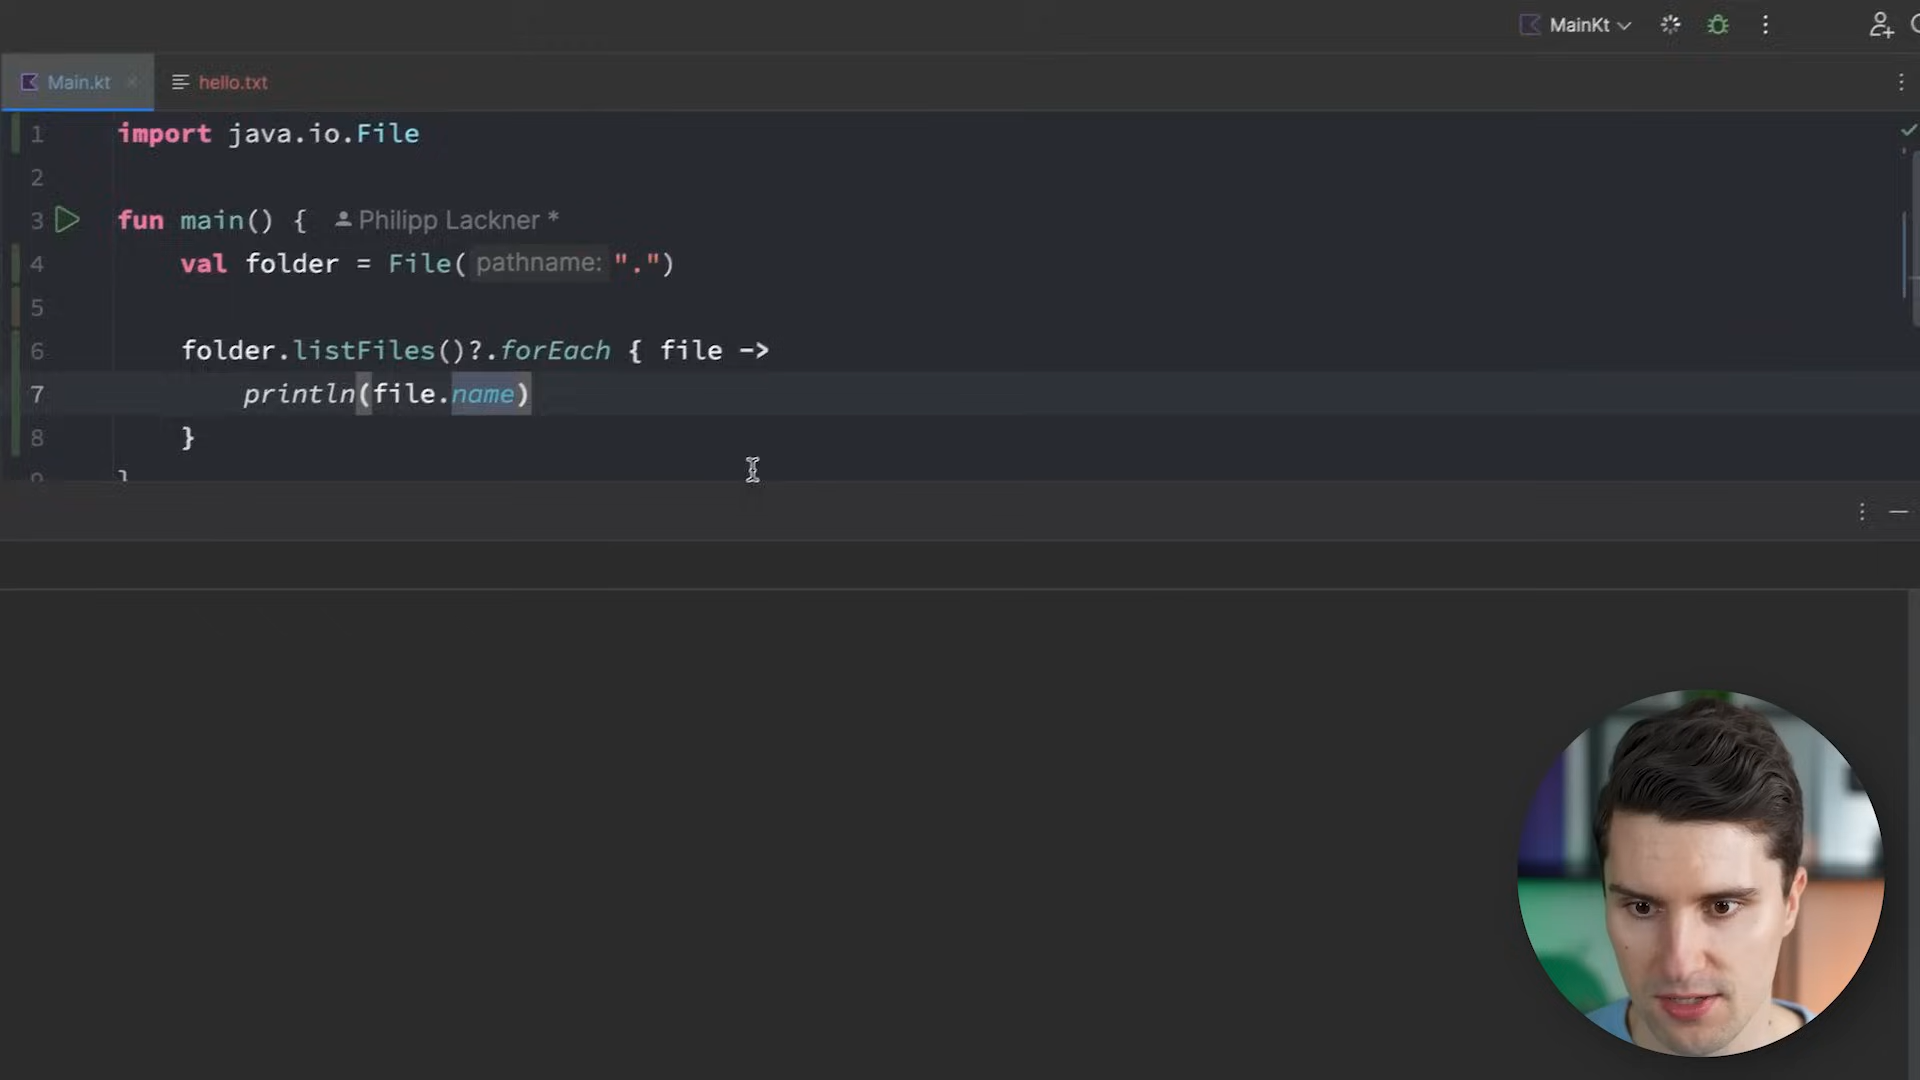 MainKt
Main.kt
hello.txt
1 import java.io.File
2
3 fun main() { Philipp Lackner *
4 val folder = File( pathname: ".")
5
6 folder.listFiles()?.forEach { file ->
7 println(file.name)
8 }
9 }